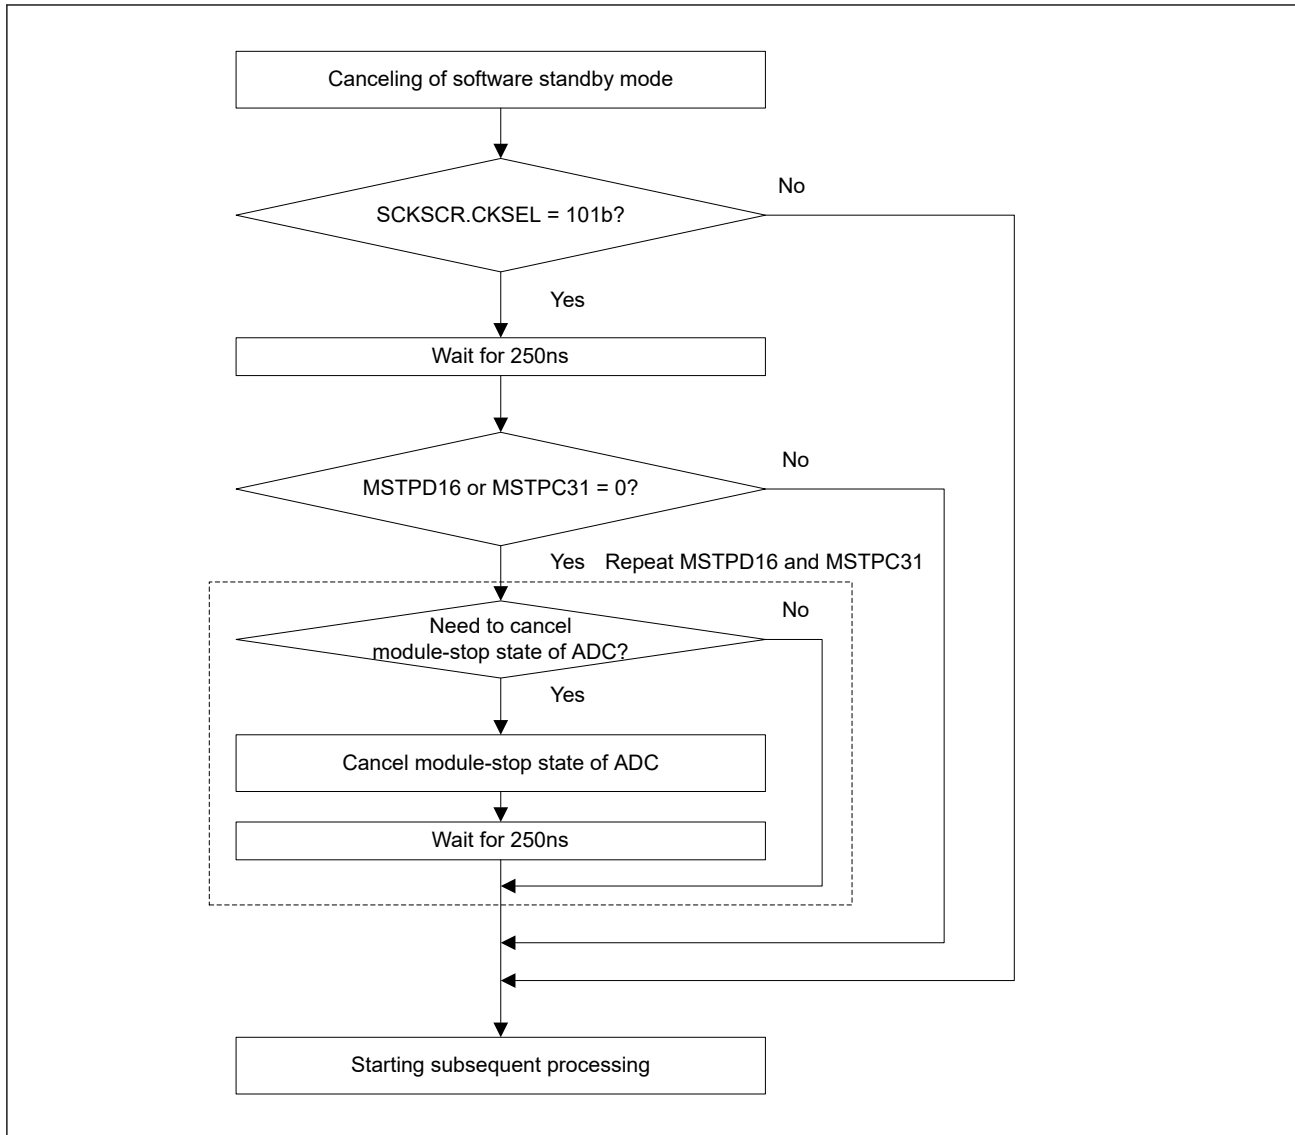 Canceling of software standby mode
No
SCKSCR.CKSEL = 101b?
Yes
Wait for 250ns
No
MSTPD16 or MSTPC31 = 0?
Yes Repeat MSTPD16 and MSTPC31
No
Need to cancel
module-stop state of ADC?
Yes
Cancel module-stop state of ADC
Wait for 250ns
Starting subsequent processing